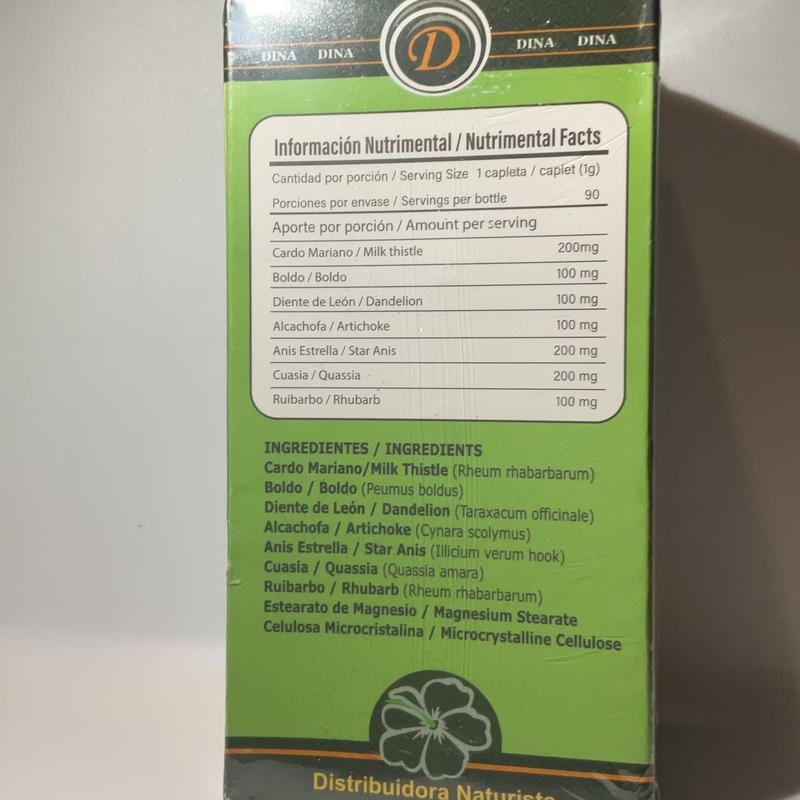 DINA DINA D DINA DINA
Información Nutrimental / Nutrimental Facts
Cantidad por porción / Serving Size 1 capleta / caplet (1g)
Porciones por envase / Servings per bottle 90
Aporte por porción / Amount per serving
Cardo Mariano / Milk thistle 200mg
Boldo / Boldo 100 mg
Diente de León / Dandelion 100 mg
Alcachofa / Artichoke 100 mg
Anis Estrella / Star Anis 200 mg
Cuasia / Quassia 200 mg
Ruibarbo / Rhubarb 100 mg
INGREDIENTES / INGREDIENTS
Cardo Mariano/Milk Thistle (Rheum rhabarbarum)
Boldo / Boldo (Peumus boldus)
Diente de León / Dandelion (Taraxacum officinale)
Alcachofa / Artichoke (Cynara scolymus)
Anis Estrella / Star Anis (Illicium verum hook)
Cuasia / Quassia (Quassia amara)
Ruibarbo / Rhubarb (Rheum rhabarbarum)
Estearato de Magnesio / Magnesium Stearate
Celulosa Microcristalina / Microcrystalline Cellulose
Distribuidora Naturista